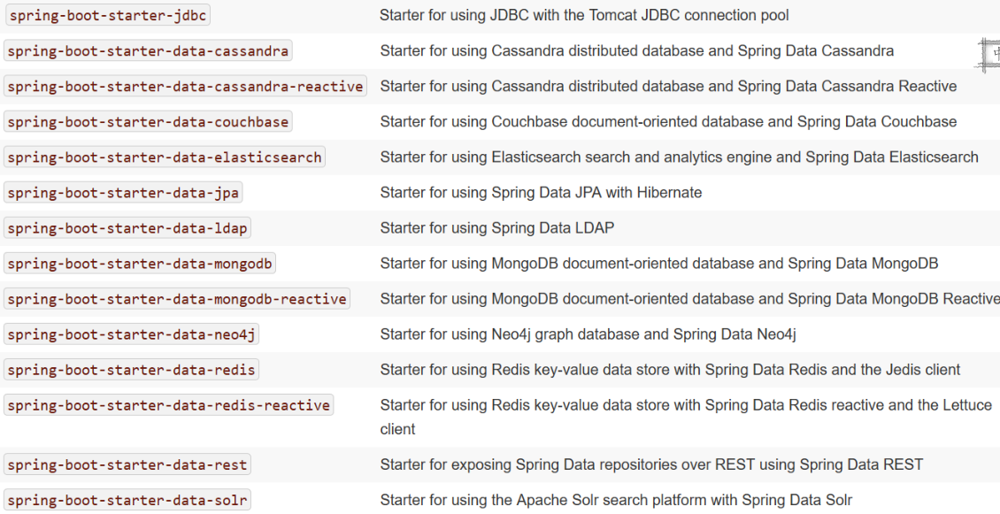 spring-boot-starter-jdbc Starter for using JDBC with the Tomcat JDBC connection pool
spring-boot-starter-data-cassandra Starter for using Cassandra distributed database and Spring Data Cassandra
spring-boot-starter-data-cassandra-reactive Starter for using Cassandra distributed database and Spring Data Cassandra Reactive
spring-boot-starter-data-couchbase Starter for using Couchbase document-oriented database and Spring Data Couchbase
spring-boot-starter-data-elasticsearch Starter for using Elasticsearch search and analytics engine and Spring Data Elasticsearch
spring-boot-starter-data-jpa Starter for using Spring Data JPA with Hibernate
spring-boot-starter-data-ldap Starter for using Spring Data LDAP
spring-boot-starter-data-mongodb Starter for using MongoDB document-oriented database and Spring Data MongoDB
spring-boot-starter-data-mongodb-reactive Starter for using MongoDB document-oriented database and Spring Data MongoDB Reactive
spring-boot-starter-data-neo4j Starter for using Neo4j graph database and Spring Data Neo4j
spring-boot-starter-data-redis Starter for using Redis key-value data store with Spring Data Redis and the Jedis client
spring-boot-starter-data-redis-reactive Starter for using Redis key-value data store with Spring Data Redis reactive and the Lettuce
client
spring-boot-starter-data-rest Starter for exposing Spring Data repositories over REST using Spring Data REST
spring-boot-starter-data-solr Starter for using the Apache Solr search platform with Spring Data Solr